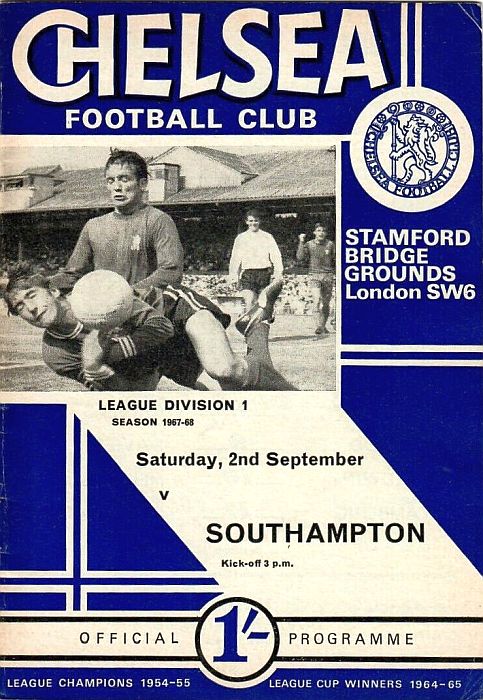 CHELSEA
FOOTBALL CLUB
CHELSEA FOOTBALL CLUB
STAMFORD
BRIDGE
GROUNDS
London SW6
LEAGUE DIVISION 1
SEASON 1967-68
Saturday, 2nd September
v
SOUTHAMPTON
Kick-off 3 p.m.
OFFICIAL 1/- PROGRAMME
LEAGUE CHAMPIONS 1954-55
LEAGUE CUP WINNERS 1964-65